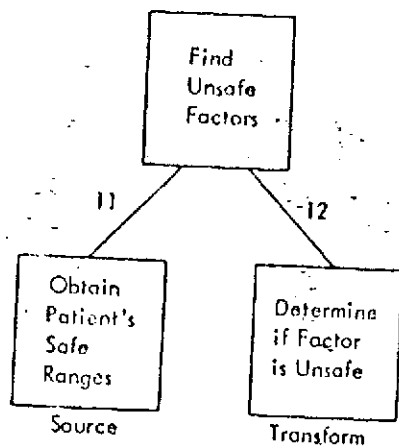 Find
Unsafe
Factors
11
12
Obtain
Patient's
Safe
Ranges
Source
Determine
if Factor
is Unsafe
Transform